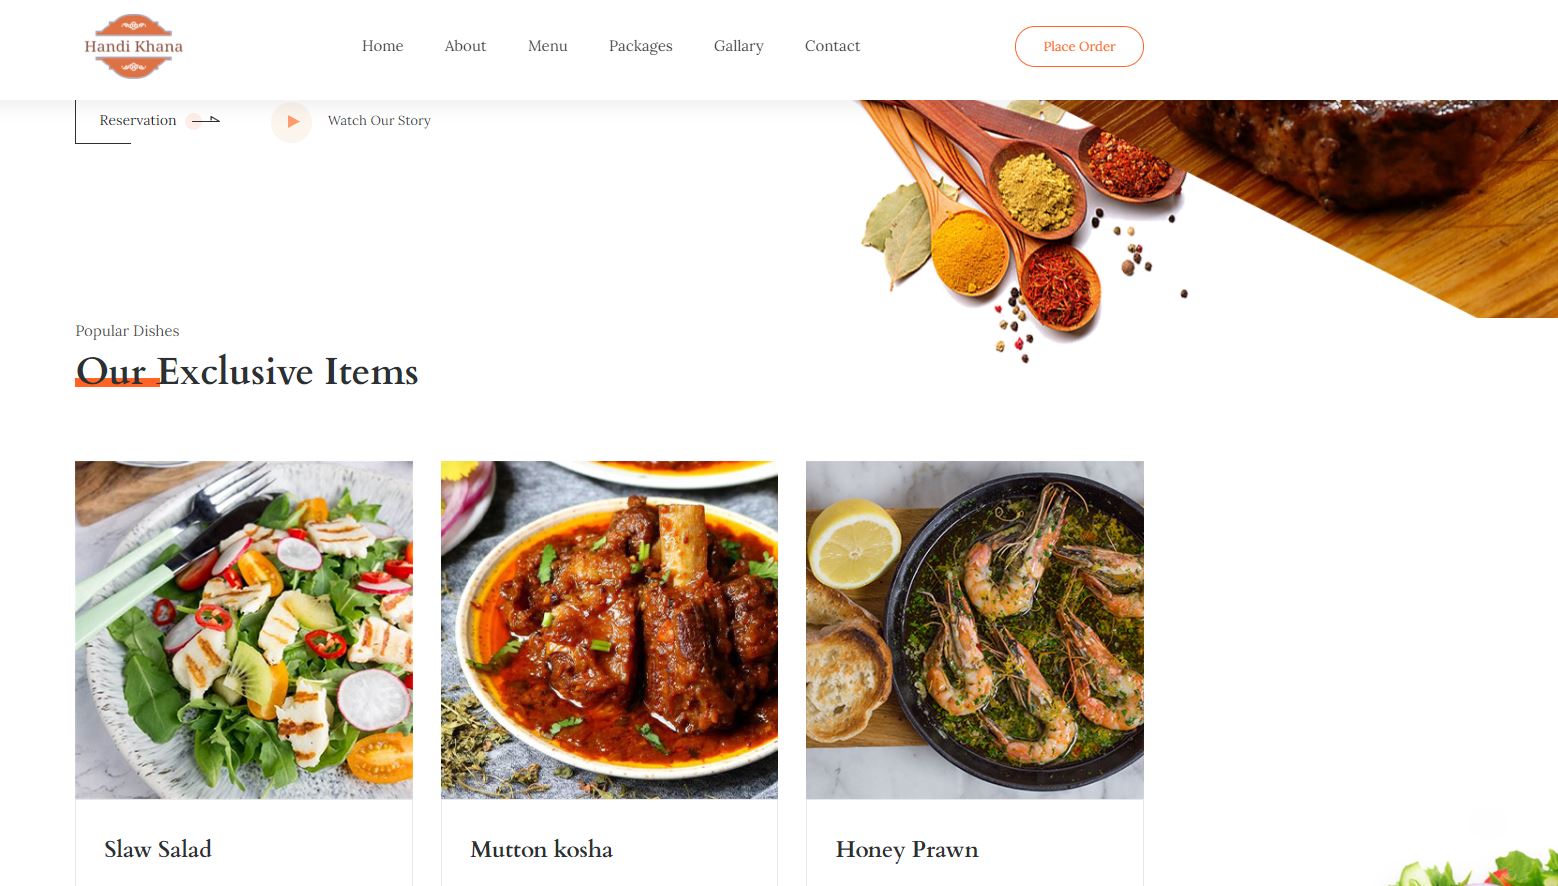 Handi Khana
Home About Menu Packages Gallary Contact
Place Order
Reservation
Watch Our Story
Popular Dishes
Our Exclusive Items
Slaw Salad
Mutton kosha
Honey Prawn